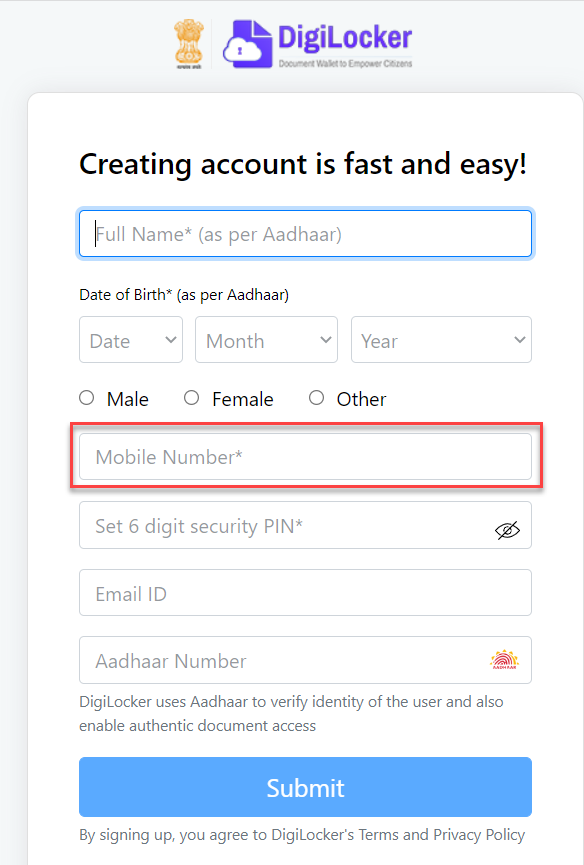 DigiLocker
Document Wallet to Empower Citizens
Creating account is fast and easy!
Full Name* (as per Aadhaar)
Date of Birth* (as per Aadhaar)
Date Month Year
Male Female Other
Mobile Number*
Set 6 digit security PIN*
Email ID
Aadhaar Number
AADHAAR
DigiLocker uses Aadhaar to verify identity of the user and also
enable authentic document access
Submit
By signing up, you agree to DigiLocker's Terms and Privacy Policy